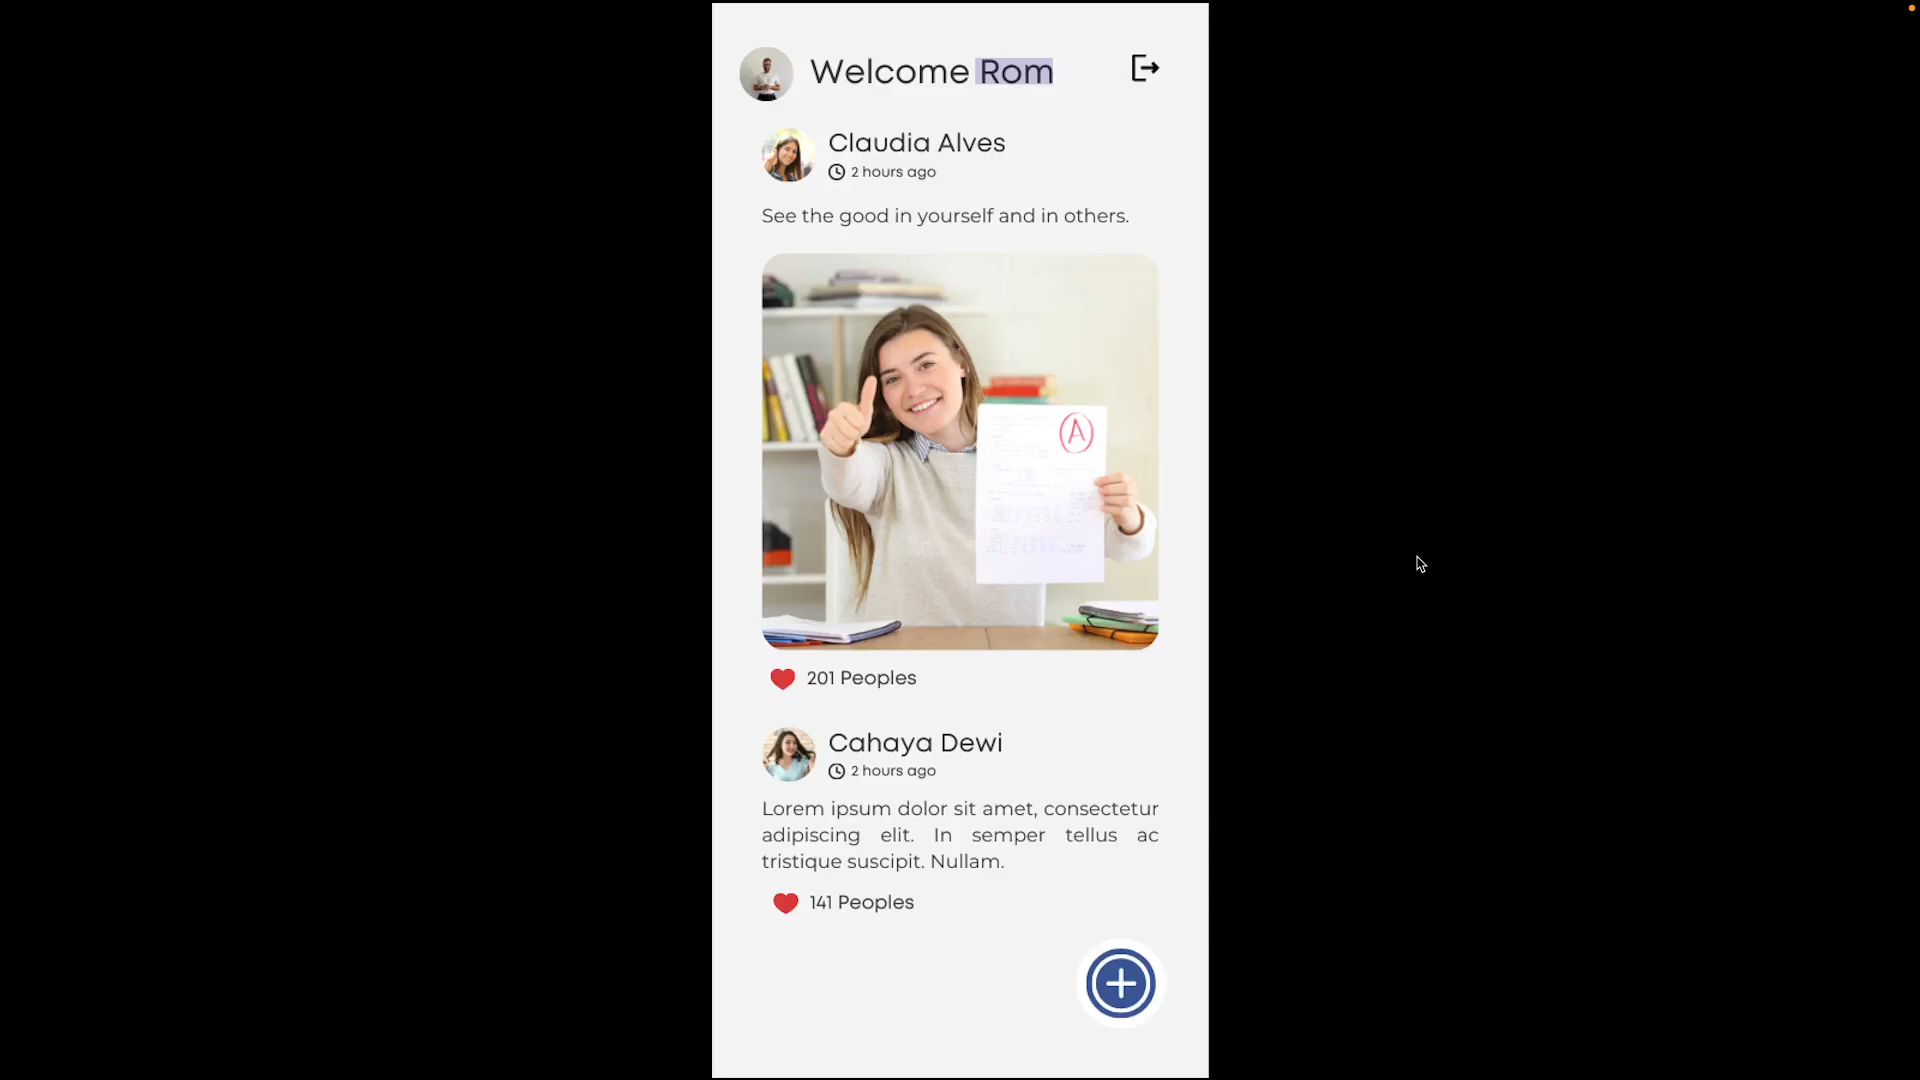 Welcome Rom
Claudia Alves
2 hours ago
See the good in yourself and in others.
A
201 Peoples
Cahaya Dewi
2 hours ago
Lorem ipsum dolor sit amet, consectetur
adipiscing elit. In semper tellus ac
tristique suscipit. Nullam.
141 Peoples